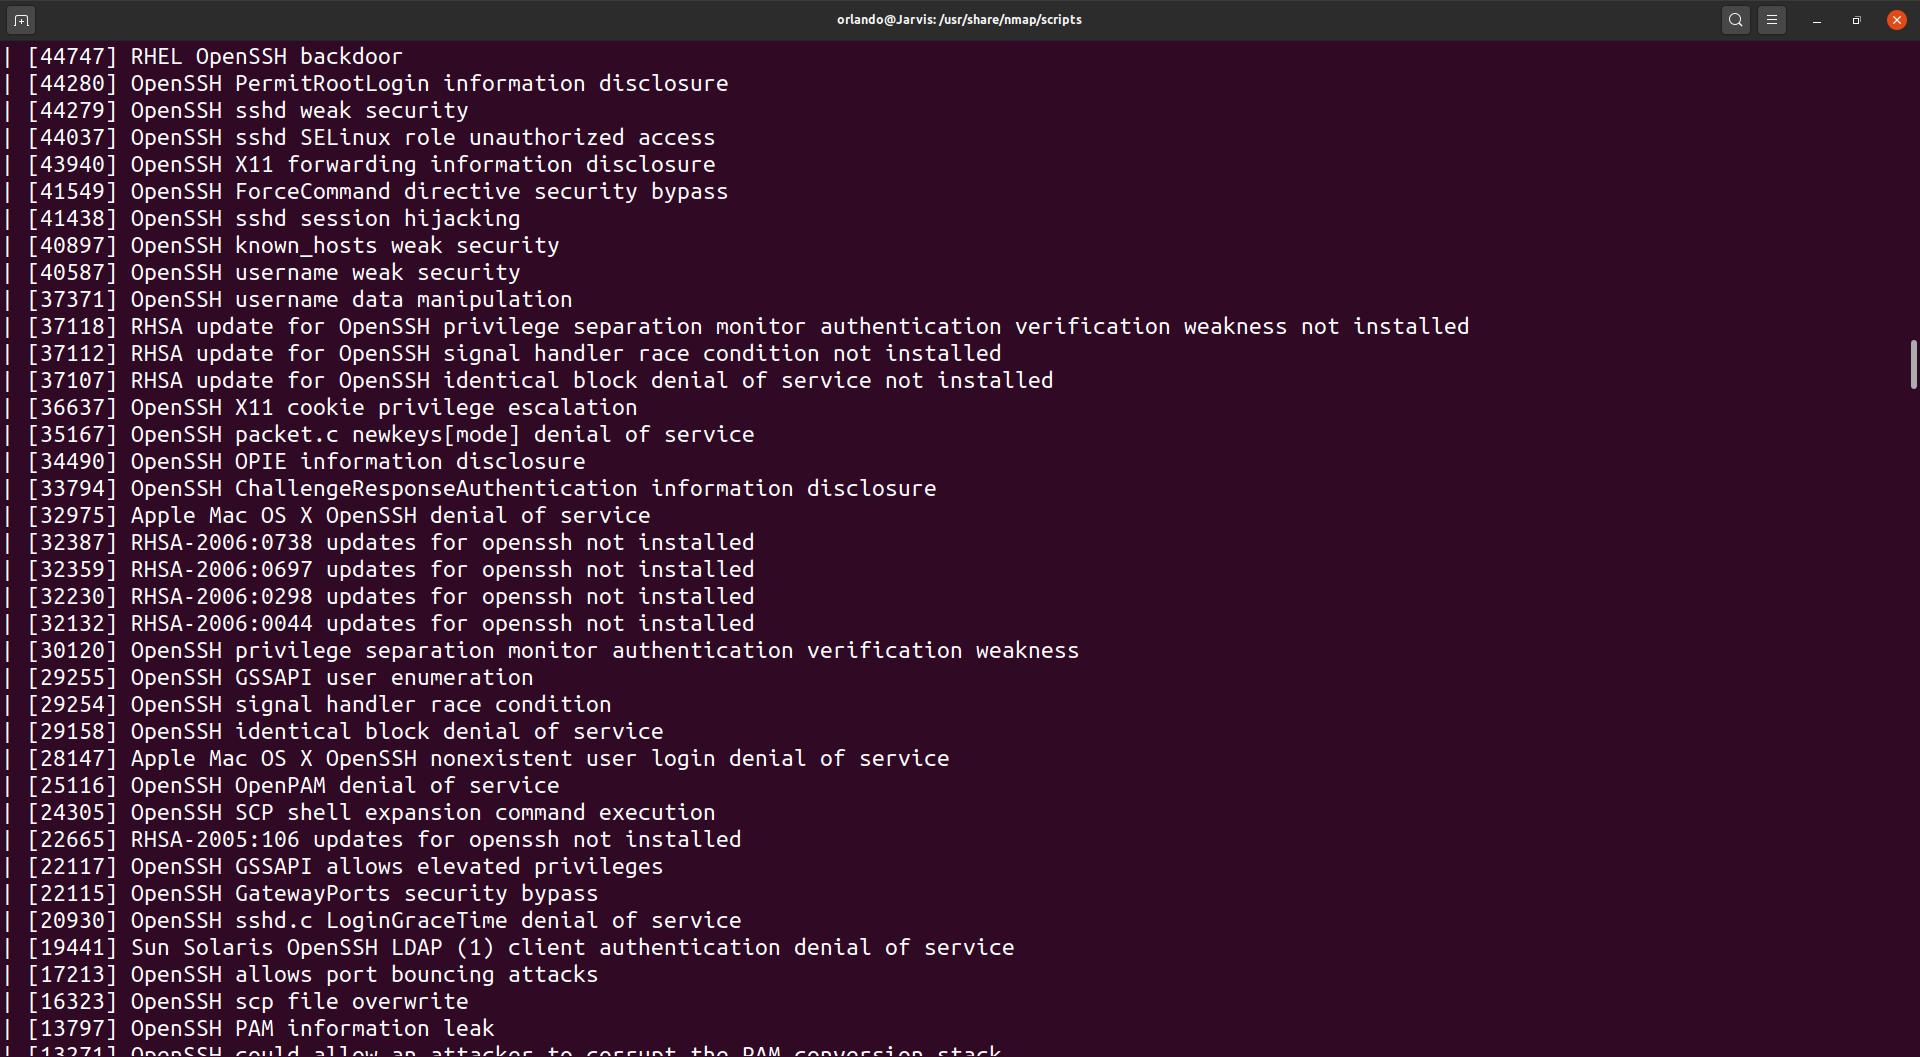 orlando@Jarvis: /usr/share/nmap/scripts
| [44747] RHEL OpenSSH backdoor
| [44280] OpenSSH PermitRootLogin information disclosure
| [44279] OpenSSH sshd weak security
| [44037] OpenSSH sshd SELinux role unauthorized access
| [43940] OpenSSH X11 forwarding information disclosure
| [41549] OpenSSH ForceCommand directive security bypass
| [41438] OpenSSH sshd session hijacking
| [40897] OpenSSH known_hosts weak security
| [40587] OpenSSH username weak security
| [37371] OpenSSH username data manipulation
| [37118] RHSA update for OpenSSH privilege separation monitor authentication verification weakness not installed
| [37112] RHSA update for OpenSSH signal handler race condition not installed
| [37107] RHSA update for OpenSSH identical block denial of service not installed
| [36637] OpenSSH X11 cookie privilege escalation
| [35167] OpenSSH packet.c newkeys[mode] denial of service
| [34490] OpenSSH OPIE information disclosure
| [33794] OpenSSH ChallengeResponseAuthentication information disclosure
| [32975] Apple Mac OS X OpenSSH denial of service
| [32387] RHSA-2006:0738 updates for openssh not installed
| [32359] RHSA-2006:0697 updates for openssh not installed
| [32230] RHSA-2006:0298 updates for openssh not installed
| [32132] RHSA-2006:0044 updates for openssh not installed
| [30120] OpenSSH privilege separation monitor authentication verification weakness
| [29255] OpenSSH GSSAPI user enumeration
| [29254] OpenSSH signal handler race condition
| [29158] OpenSSH identical block denial of service
| [28147] Apple Mac OS X OpenSSH nonexistent user login denial of service
| [25116] OpenSSH OpenPAM denial of service
| [24305] OpenSSH SCP shell expansion command execution
| [22665] RHSA-2005:106 updates for openssh not installed
| [22117] OpenSSH GSSAPI allows elevated privileges
| [22115] OpenSSH GatewayPorts security bypass
| [20930] OpenSSH sshd.c LoginGraceTime denial of service
| [19441] Sun Solaris OpenSSH LDAP (1) client authentication denial of service
| [17213] OpenSSH allows port bouncing attacks
| [16323] OpenSSH scp file overwrite
| [13797] OpenSSH PAM information leak
| [13271] OpenSSH could allow an attacker to corrupt the PAM conversion stack